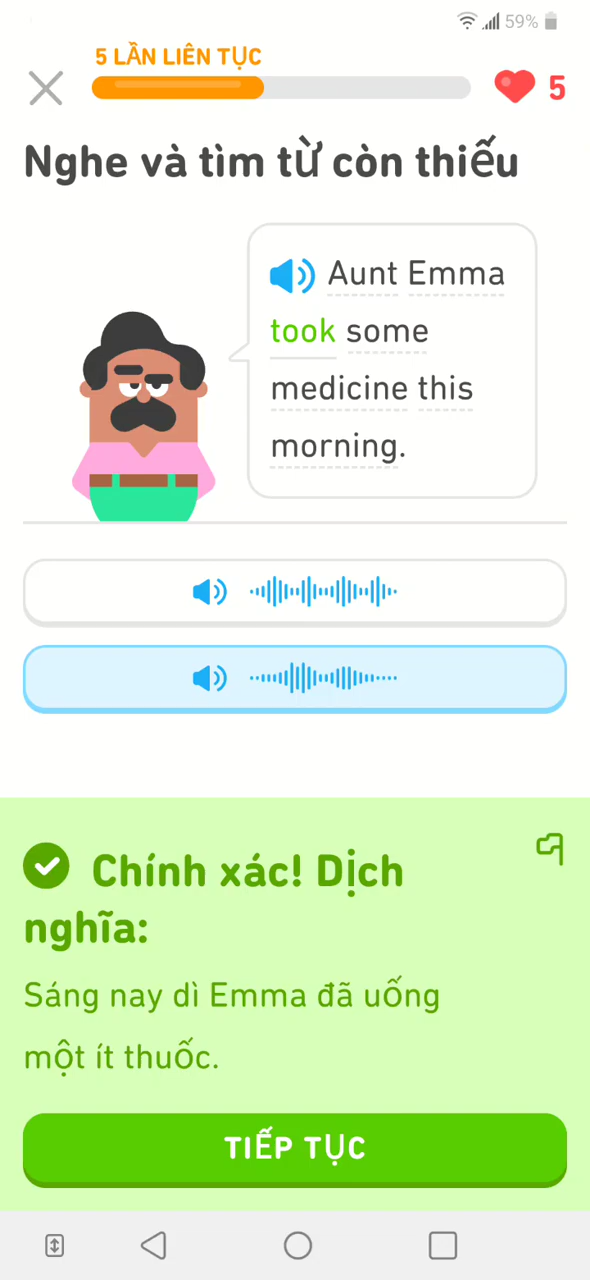 59%
5 LẦN LIÊN TỤC
5
Nghe và tìm từ còn thiếu
Aunt Emma
took some
medicine this
morning.
Chính xác! Dịch
nghĩa:
Sáng nay dì Emma đã uống
một ít thuốc.
TIẾP TỤC